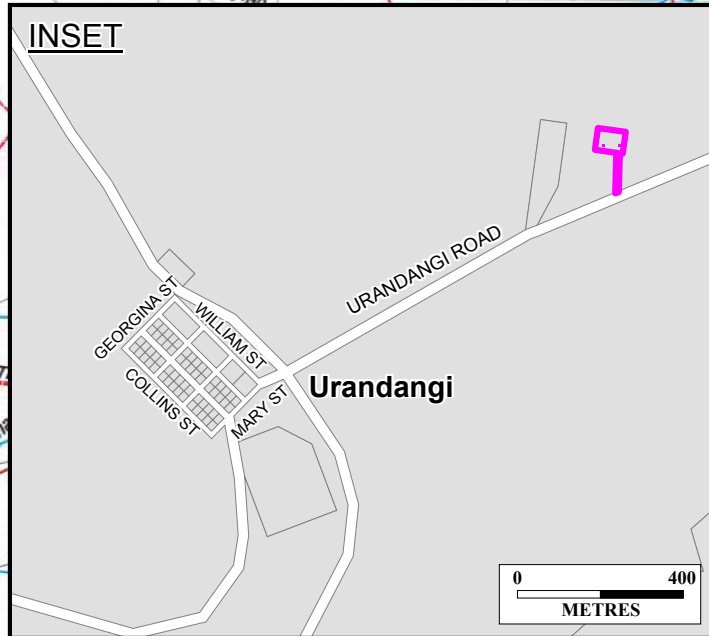 INSET
URANDANGI ROAD
GEORGINA ST
WILLIAM ST
COLLINS ST
MARY ST
Urandangi
0 400
METRES